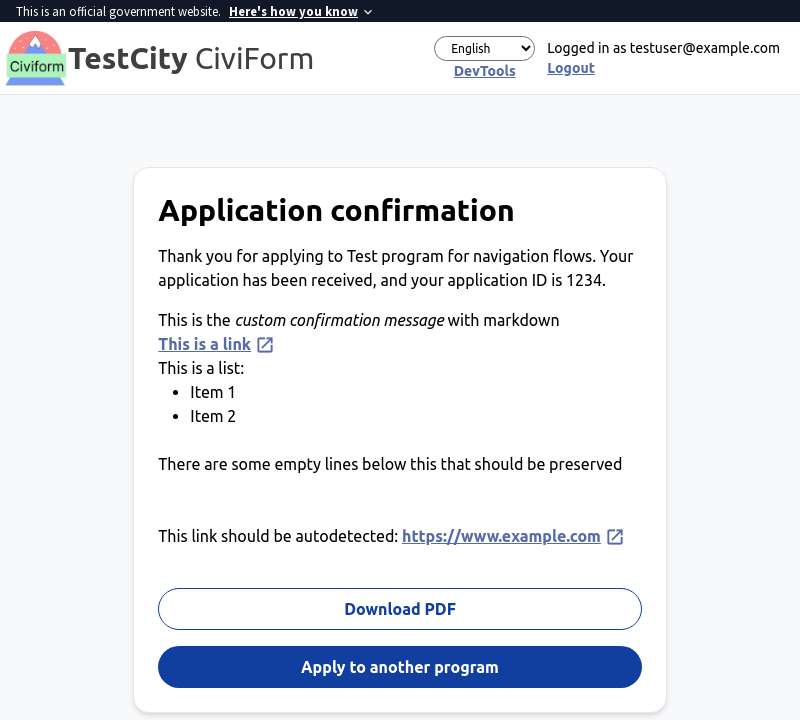 This is an official government website. Here's how you know
Civiform
TestCity CiviForm
English
DevTools
Logged in as testuser@example.com
Logout
Application confirmation
Thank you for applying to Test program for navigation flows. Your
application has been received, and your application ID is 1234.
This is the custom confirmation message with markdown
This is a link
This is a list:
• Item 1
• Item 2
There are some empty lines below this that should be preserved
This link should be autodetected: https://www.example.com
Download PDF
Apply to another program